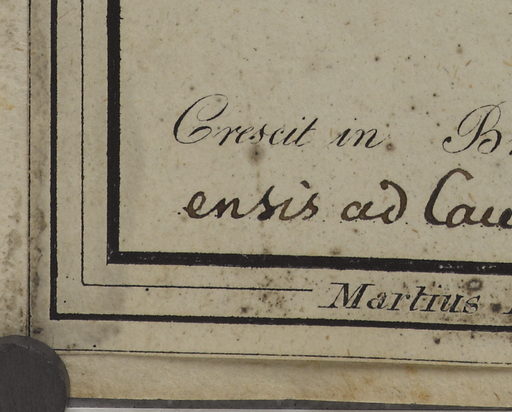 Crescit in
ensis ad
Martius